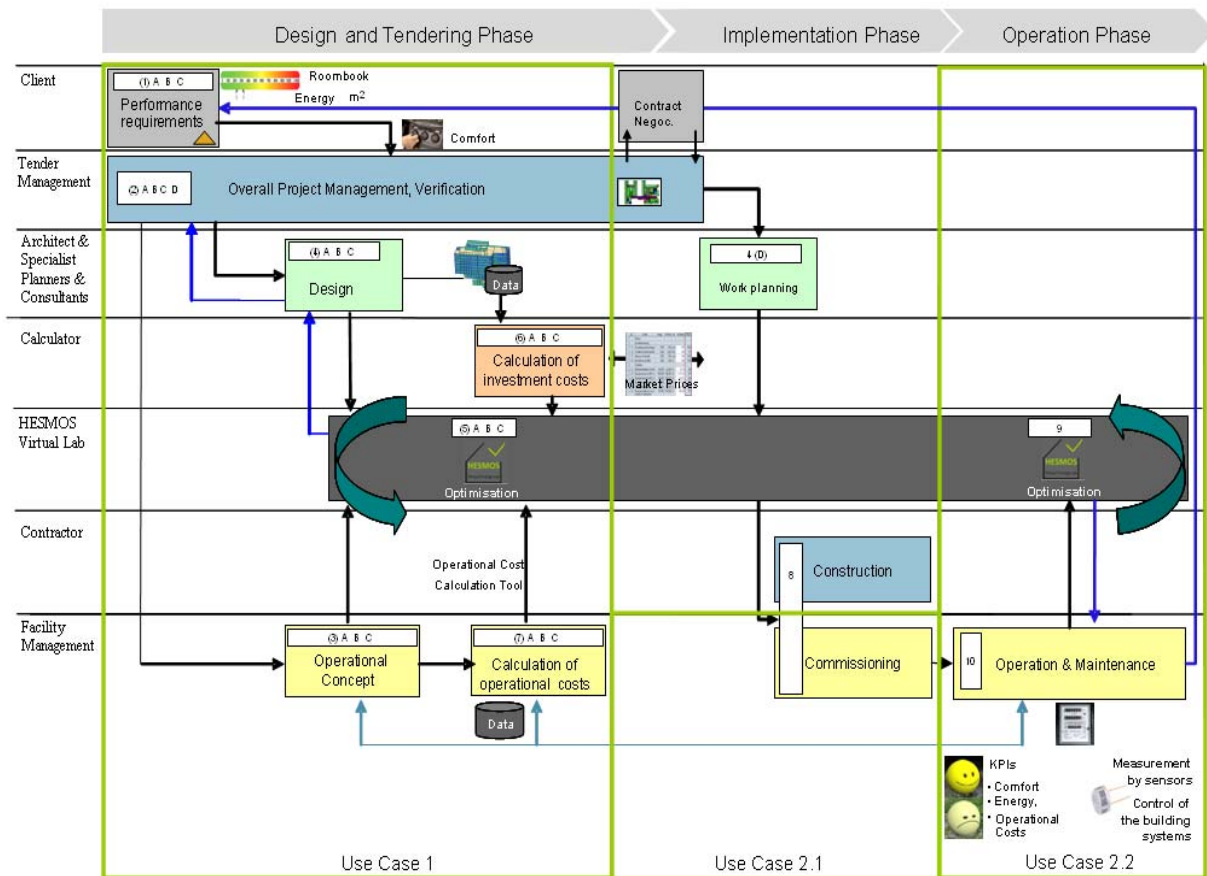 Design and Tendering Phase
Implementation Phase
Operation Phase
Client
(1) A B C
Performance
requirements
Roombook
Energy m2
Comfort
Contract
Negoc.
Tender
Management
(2) A B C D
Overall Project Management, Verification
Architect &
Specialist
Planners &
Consultants
(4) A B C
Design
Data
4 (D)
Work planning
Calculator
(6) A B C
Calculation of
investment costs
Market Prices
HESMOS
Virtual Lab
(5) A B C
HESMOS
Optimisation
9
HESMOS
Optimisation
Contractor
Operational Cost
Calculation Tool
8
Construction
Facility
Management
(3) A B C
Operational
Concept
(7) A B C
Calculation of
operational costs
Data
Commissioning
10
Operation & Maintenance
KPIs
• Comfort
• Energy,
• Operational
Costs
Measurement
by sensors
Control of
the building
systems
Use Case 1
Use Case 2.1
Use Case 2.2